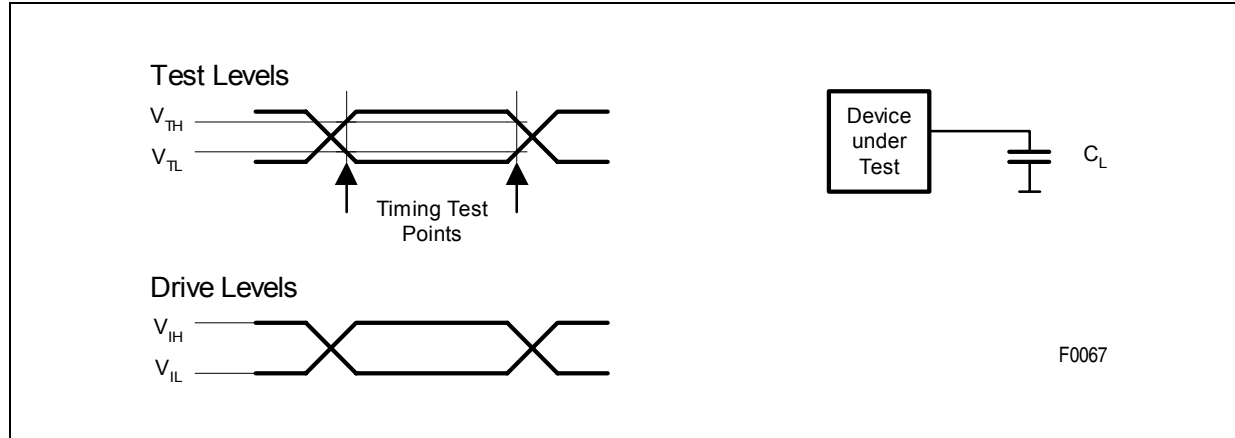 Test Levels
V_TH
V_TL
Timing Test
Points
Drive Levels
V_IH
V_IL
Device
under
Test
C_L
F0067